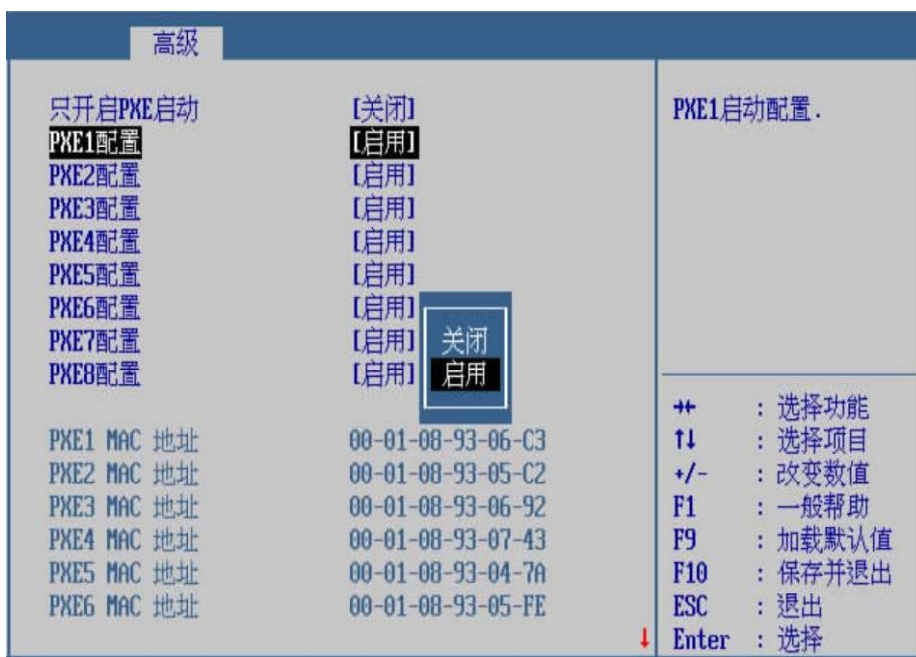 高级
只开启PXE启动 [关闭]
PXE1配置 [启用]
PXE2配置 [启用]
PXE3配置 [启用]
PXE4配置 [启用]
PXE5配置 [启用]
PXE6配置 [启用]
PXE7配置 [启用]
PXE8配置 [启用]
关闭
启用
PXE1 MAC 地址 00-01-08-93-06-C3
PXE2 MAC 地址 00-01-08-93-05-C2
PXE3 MAC 地址 00-01-08-93-06-92
PXE4 MAC 地址 00-01-08-93-07-43
PXE5 MAC 地址 00-01-08-93-04-7A
PXE6 MAC 地址 00-01-08-93-05-FE
PXE1启动配置.
→← : 选择功能
↑↓ : 选择项目
+/- : 改变数值
F1 : 一般帮助
F9 : 加载默认值
F10 : 保存并退出
ESC : 退出
Enter : 选择